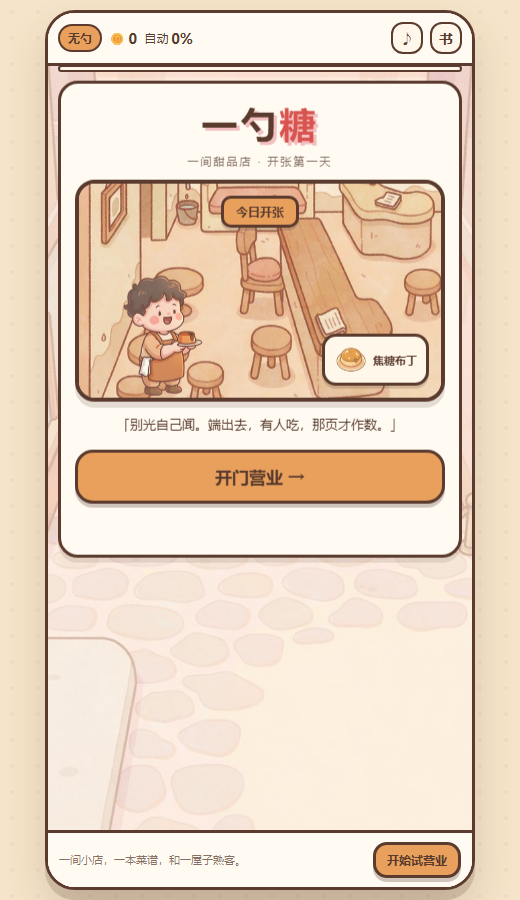 无勺 0 自动 0% ♪ 书
一勺糖
一间甜品店 · 开张第一天
今日开张
焦糖布丁
「别光自己闻。端出去，有人吃，那页才作数。」
开门营业 →
一间小店，一本菜谱，和一屋子熟客。
开始试营业